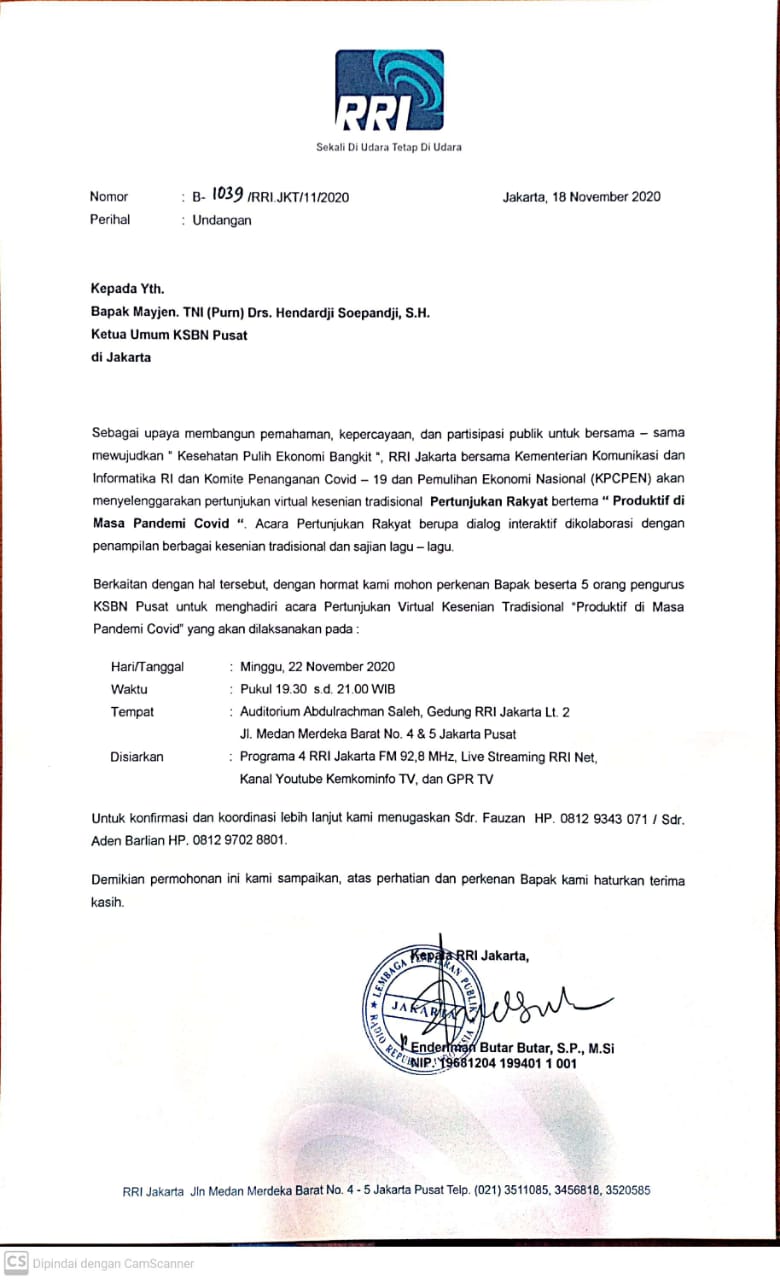 RRI
Sekali Di Udara Tetap Di Udara
Nomor : B- 1039 /RRI.JKT/11/2020 Jakarta, 18 November 2020
Perihal : Undangan
Kepada Yth.
Bapak Mayjen. TNI (Purn) Drs. Hendardji Soepandji, S.H.
Ketua Umum KSBN Pusat
di Jakarta
Sebagai upaya membangun pemahaman, kepercayaan, dan partisipasi publik untuk bersama – sama
mewujudkan " Kesehatan Pulih Ekonomi Bangkit ", RRI Jakarta bersama Kementerian Komunikasi dan
Informatika RI dan Komite Penanganan Covid – 19 dan Pemulihan Ekonomi Nasional (KPCPEN) akan
menyelenggarakan pertunjukan virtual kesenian tradisional Pertunjukan Rakyat bertema “ Produktif di
Masa Pandemi Covid “. Acara Pertunjukan Rakyat berupa dialog interaktif dikolaborasi dengan
penampilan berbagai kesenian tradisional dan sajian lagu – lagu.
Berkaitan dengan hal tersebut, dengan hormat kami mohon perkenan Bapak beserta 5 orang pengurus
KSBN Pusat untuk menghadiri acara Pertunjukan Virtual Kesenian Tradisional "Produktif di Masa
Pandemi Covid" yang akan dilaksanakan pada :
Hari/Tanggal : Minggu, 22 November 2020
Waktu : Pukul 19.30 s.d. 21.00 WIB
Tempat : Auditorium Abdulrachman Saleh, Gedung RRI Jakarta Lt. 2
Jl. Medan Merdeka Barat No. 4 & 5 Jakarta Pusat
Disiarkan : Programa 4 RRI Jakarta FM 92,8 MHz, Live Streaming RRI Net,
Kanal Youtube Kemkominfo TV, dan GPR TV
Untuk konfirmasi dan koordinasi lebih lanjut kami menugaskan Sdr. Fauzan HP. 0812 9343 071 / Sdr.
Aden Barlian HP. 0812 9702 8801.
Demikian permohonan ini kami sampaikan, atas perhatian dan perkenan Bapak kami haturkan terima
kasih.
Kepala RRI Jakarta,
LEMBAGA PENYIARAN PUBLIK
JAKARTA
RADIO REPUBLIK INDONESIA
Enderiman Butar Butar, S.P., M.Si
NIP. 19681204 199401 1 001
RRI Jakarta Jln Medan Merdeka Barat No. 4 - 5 Jakarta Pusat Telp. (021) 3511085, 3456818, 3520585
CS Dipindai dengan CamScanner